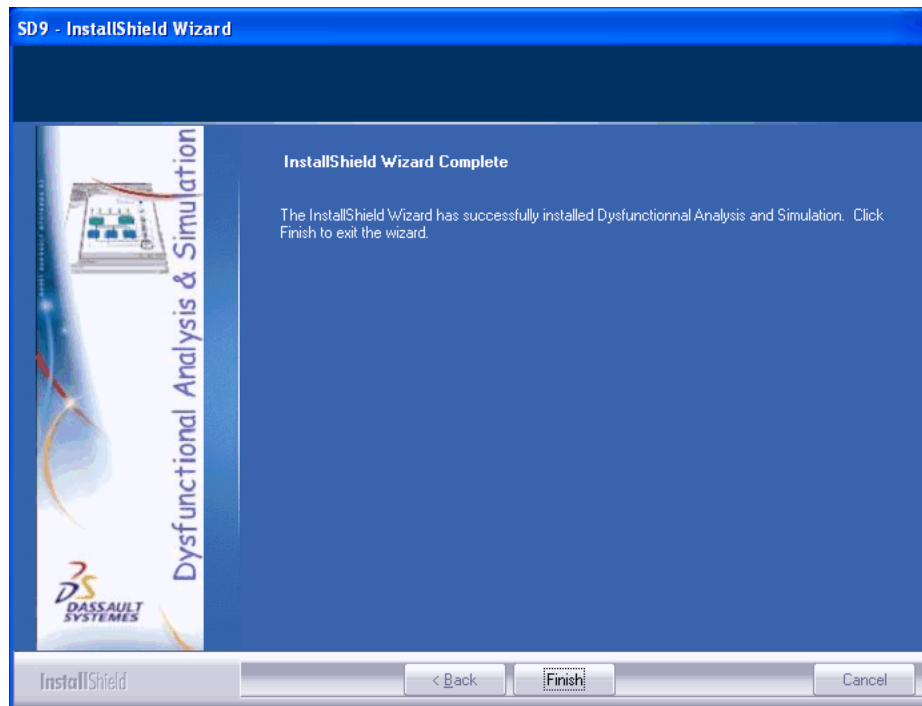 SD9 - InstallShield Wizard
Dysfunctional Analysis & Simulation
InstallShield Wizard Complete
The InstallShield Wizard has successfully installed Dysfunctionnal Analysis and Simulation. Click
Finish to exit the wizard.
DASSAULT
SYSTEMES
InstallShield
< Back
Finish
Cancel